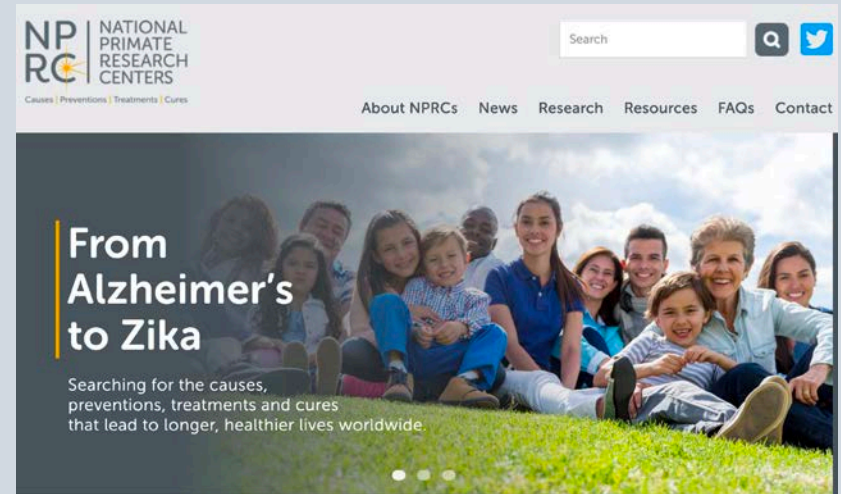 NP
RC
NATIONAL
PRIMATE
RESEARCH
CENTERS
Causes | Preventions | Treatments | Cures
Search
About NPRCs News Research Resources FAQs Contact
From
Alzheimer's
to Zika
Searching for the causes,
preventions, treatments and cures
that lead to longer, healthier lives worldwide.